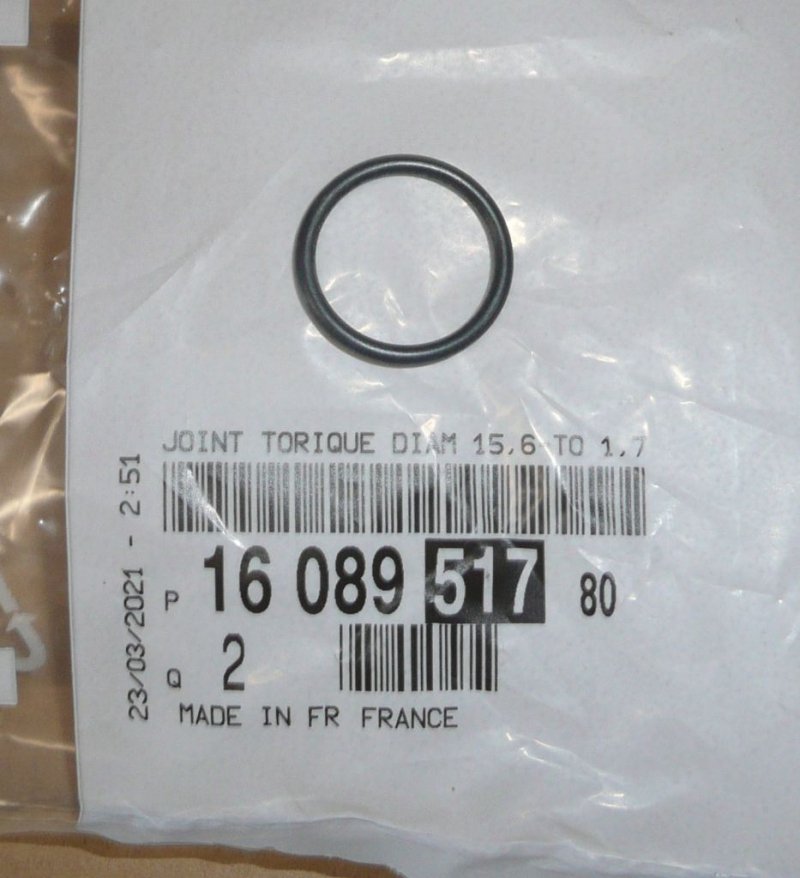 JOINT TORIQUE DIAM 15,6 TO 1,7
P 16 089 517 80
Q 2
MADE IN FR FRANCE
23/03/2021 - 2:51